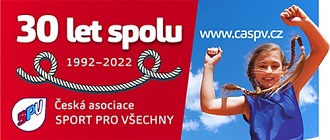 30 let spolu
1992–2022
SPV
Česká asociace
SPORT PRO VŠECHNY
www.caspv.cz